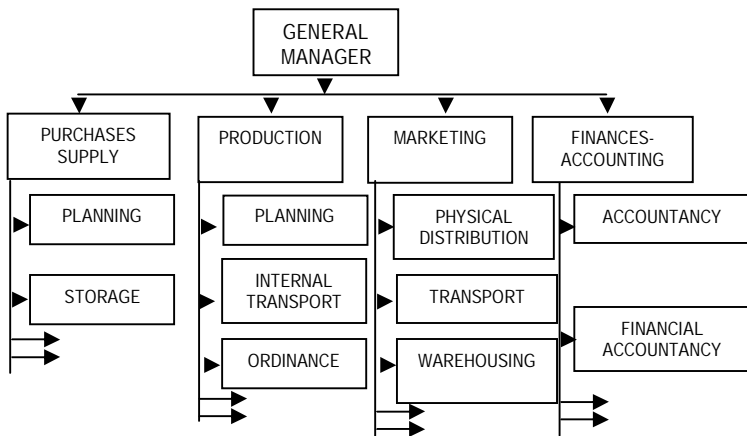 GENERAL
MANAGER
PURCHASES
SUPPLY
PRODUCTION
MARKETING
FINANCES-
ACCOUNTING
PLANNING
STORAGE
PLANNING
INTERNAL
TRANSPORT
ORDINANCE
PHYSICAL
DISTRIBUTION
TRANSPORT
WAREHOUSING
ACCOUNTANCY
FINANCIAL
ACCOUNTANCY